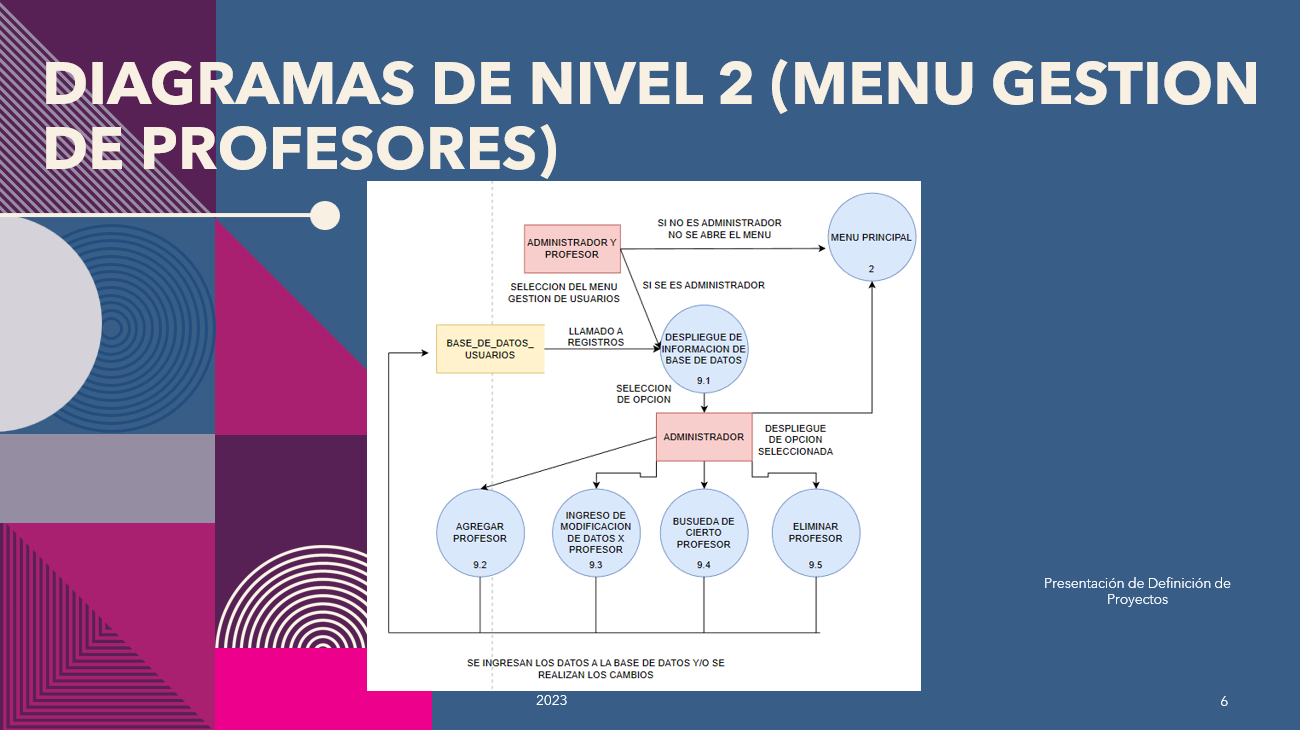 DIAGRAMAS DE NIVEL 2 (MENU GESTION
DE PROFESORES)
SI NO ES ADMINISTRADOR
NO SE ABRE EL MENU
MENU PRINCIPAL
2
ADMINISTRADOR Y
PROFESOR
SELECCION DEL MENU
GESTION DE USUARIOS
SI SE ES ADMINISTRADOR
BASE_DE_DATOS_
USUARIOS
LLAMADO A
REGISTROS
DESPLIEGUE DE
INFORMACION DE
BASE DE DATOS
9.1
SELECCION
DE OPCION
ADMINISTRADOR
DESPLIEGUE
DE OPCION
SELECCIONADA
AGREGAR
PROFESOR
9.2
INGRESO DE
MODIFICACION
DE DATOS X
PROFESOR
9.3
BUSUEDA DE
CIERTO
PROFESOR
9.4
ELIMINAR
PROFESOR
9.5
SE INGRESAN LOS DATOS A LA BASE DE DATOS Y/O SE
REALIZAN LOS CAMBIOS
Presentación de Definición de
Proyectos
2023
6